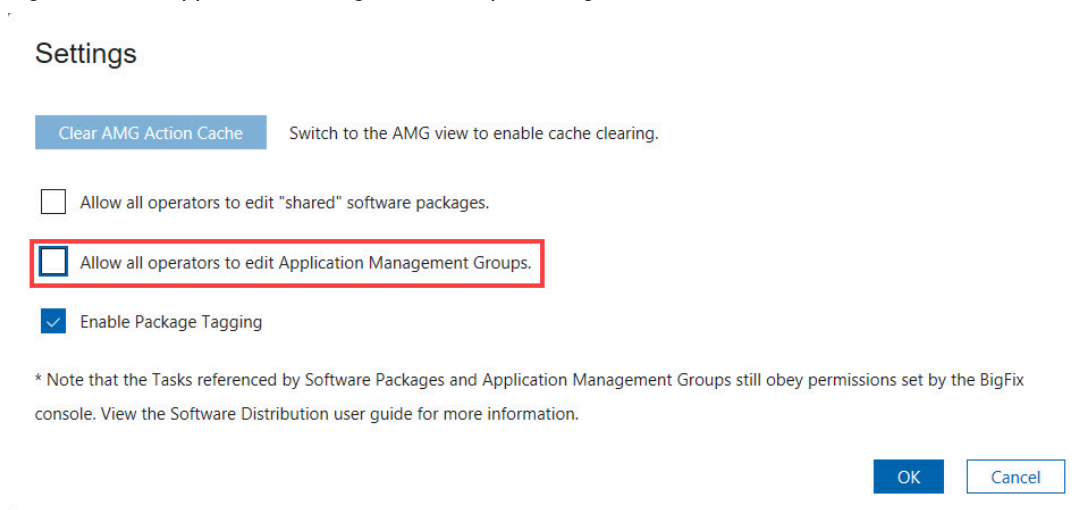 Settings
Clear AMG Action Cache Switch to the AMG view to enable cache clearing.
Allow all operators to edit "shared" software packages.
Allow all operators to edit Application Management Groups.
Enable Package Tagging
* Note that the Tasks referenced by Software Packages and Application Management Groups still obey permissions set by the BigFix
console. View the Software Distribution user guide for more information.
OK Cancel